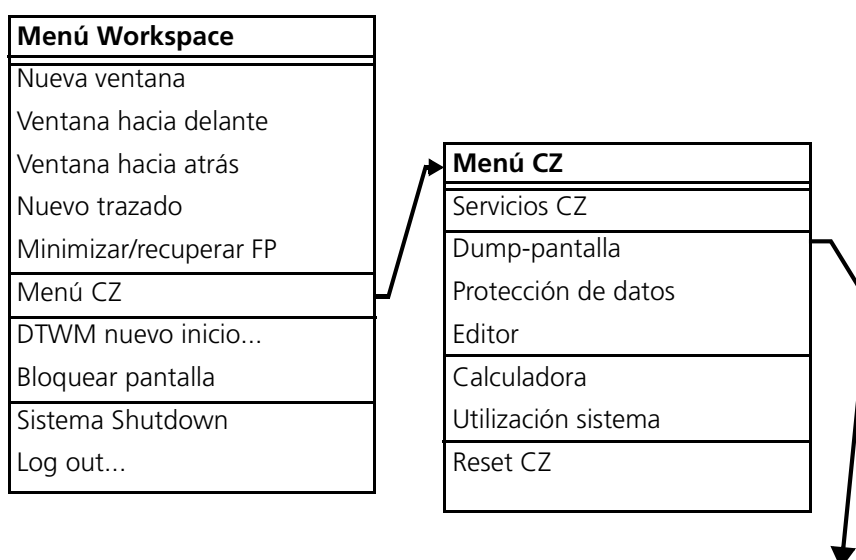 Menú Workspace
Nueva ventana
Ventana hacia delante
Ventana hacia atrás
Nuevo trazado
Minimizar/recuperar FP
Menú CZ
DTWM nuevo inicio...
Bloquear pantalla
Sistema Shutdown
Log out...
Menú CZ
Servicios CZ
Dump-pantalla
Protección de datos
Editor
Calculadora
Utilización sistema
Reset CZ